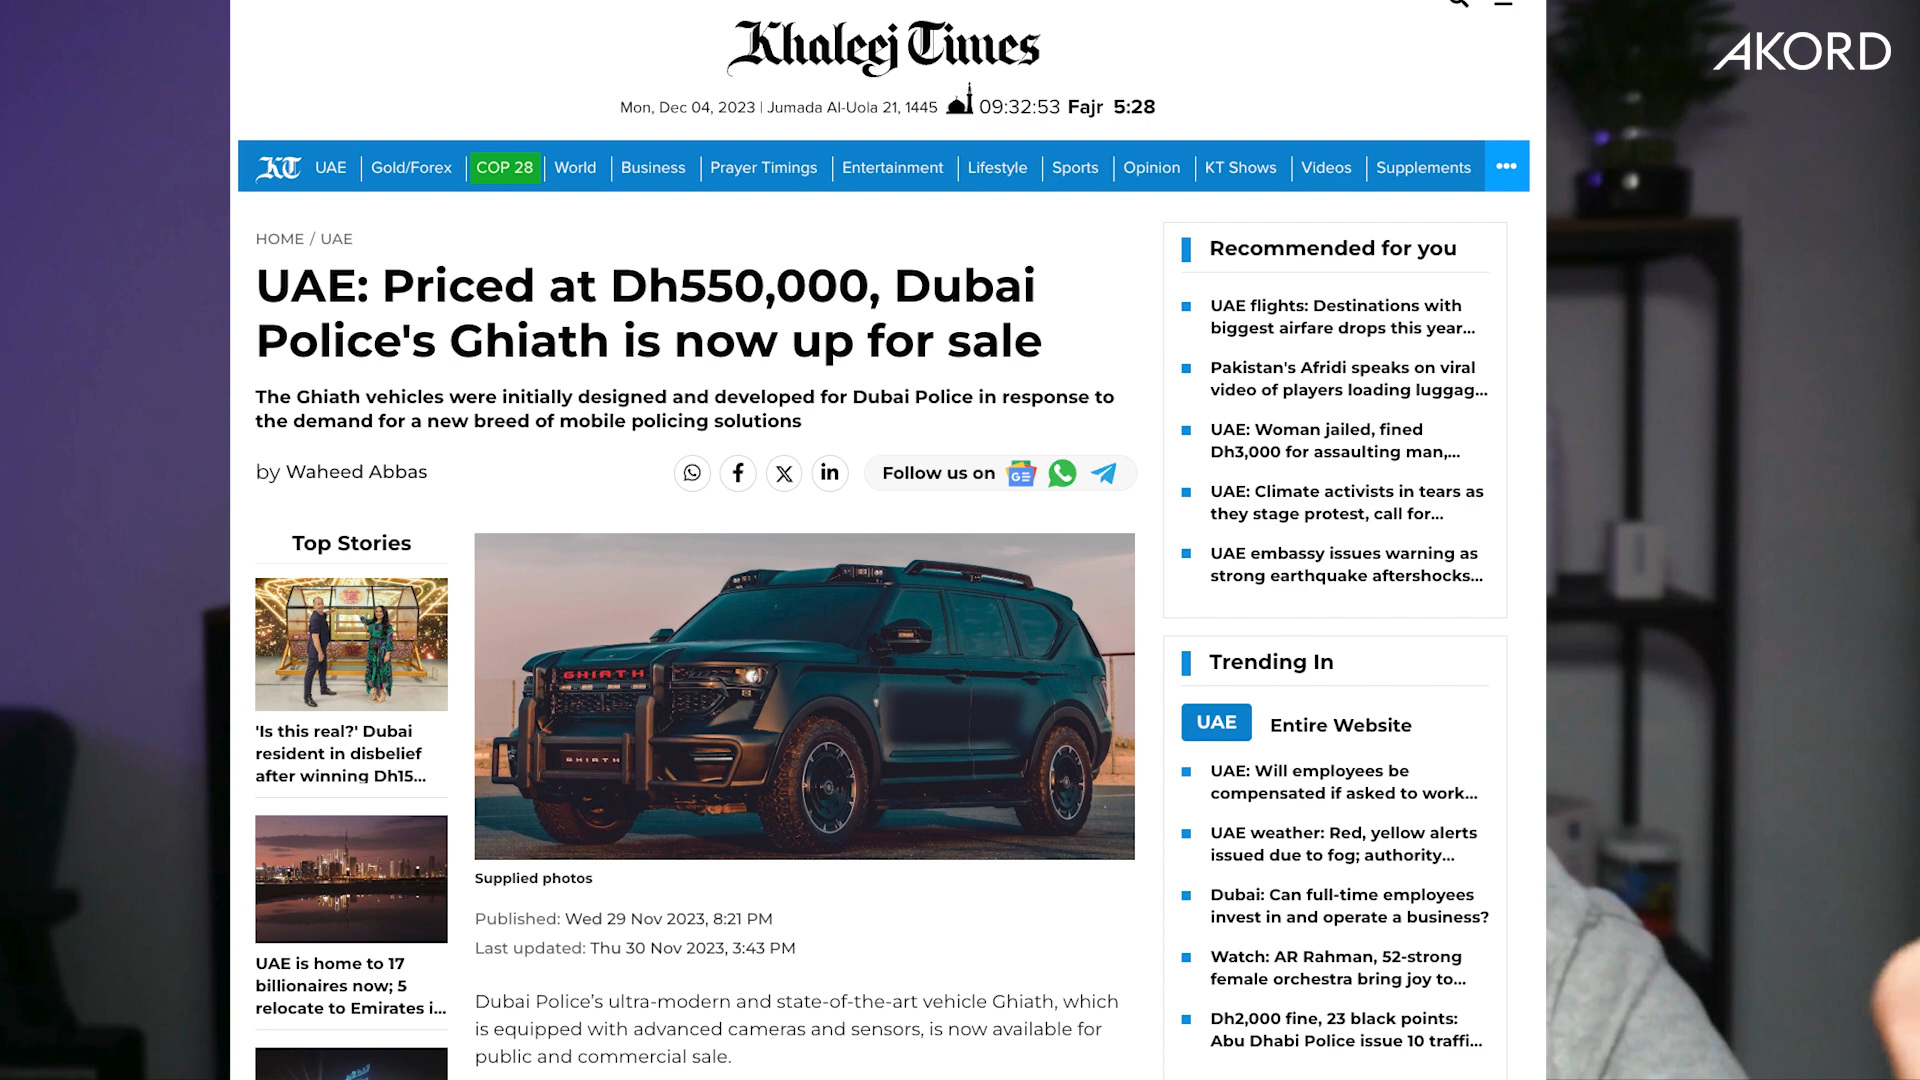 AKORD
Khaleej Times
Mon, Dec 04, 2023 | Jumada Al-Uola 21, 1445 09:32:53 Fajr 5:28
KT UAE Gold/Forex COP 28 World Business Prayer Timings Entertainment Lifestyle Sports Opinion KT Shows Videos Supplements
HOME / UAE
UAE: Priced at Dh550,000, Dubai
Police's Ghiath is now up for sale
The Ghiath vehicles were initially designed and developed for Dubai Police in response to
the demand for a new breed of mobile policing solutions
by Waheed Abbas
Follow us on
Top Stories
'Is this real?' Dubai
resident in disbelief
after winning Dh15...
UAE is home to 17
billionaires now; 5
relocate to Emirates i...
GHIATH
GHIATH
Supplied photos
Published: Wed 29 Nov 2023, 8:21 PM
Last updated: Thu 30 Nov 2023, 3:43 PM
Dubai Police’s ultra-modern and state-of-the-art vehicle Ghiath, which
is equipped with advanced cameras and sensors, is now available for
public and commercial sale.
Recommended for you
UAE flights: Destinations with
biggest airfare drops this year...
Pakistan's Afridi speaks on viral
video of players loading luggag...
UAE: Woman jailed, fined
Dh3,000 for assaulting man,...
UAE: Climate activists in tears as
they stage protest, call for...
UAE embassy issues warning as
strong earthquake aftershocks...
Trending In
UAE Entire Website
UAE: Will employees be
compensated if asked to work...
UAE weather: Red, yellow alerts
issued due to fog; authority...
Dubai: Can full-time employees
invest in and operate a business?
Watch: AR Rahman, 52-strong
female orchestra bring joy to...
Dh2,000 fine, 23 black points:
Abu Dhabi Police issue 10 traffi...